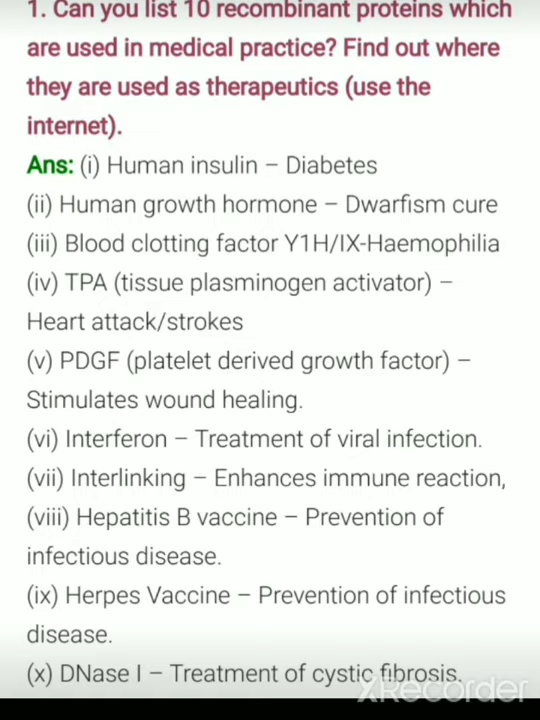 1. Can you list 10 recombinant proteins which
are used in medical practice? Find out where
they are used as therapeutics (use the
internet).
Ans: (i) Human insulin – Diabetes
(ii) Human growth hormone – Dwarfism cure
(iii) Blood clotting factor Y1H/IX-Haemophilia
(iv) TPA (tissue plasminogen activator) –
Heart attack/strokes
(v) PDGF (platelet derived growth factor) –
Stimulates wound healing.
(vi) Interferon – Treatment of viral infection.
(vii) Interlinking – Enhances immune reaction,
(viii) Hepatitis B vaccine – Prevention of
infectious disease.
(ix) Herpes Vaccine – Prevention of infectious
disease.
(x) DNase I – Treatment of cystic fibrosis.
XRecorder